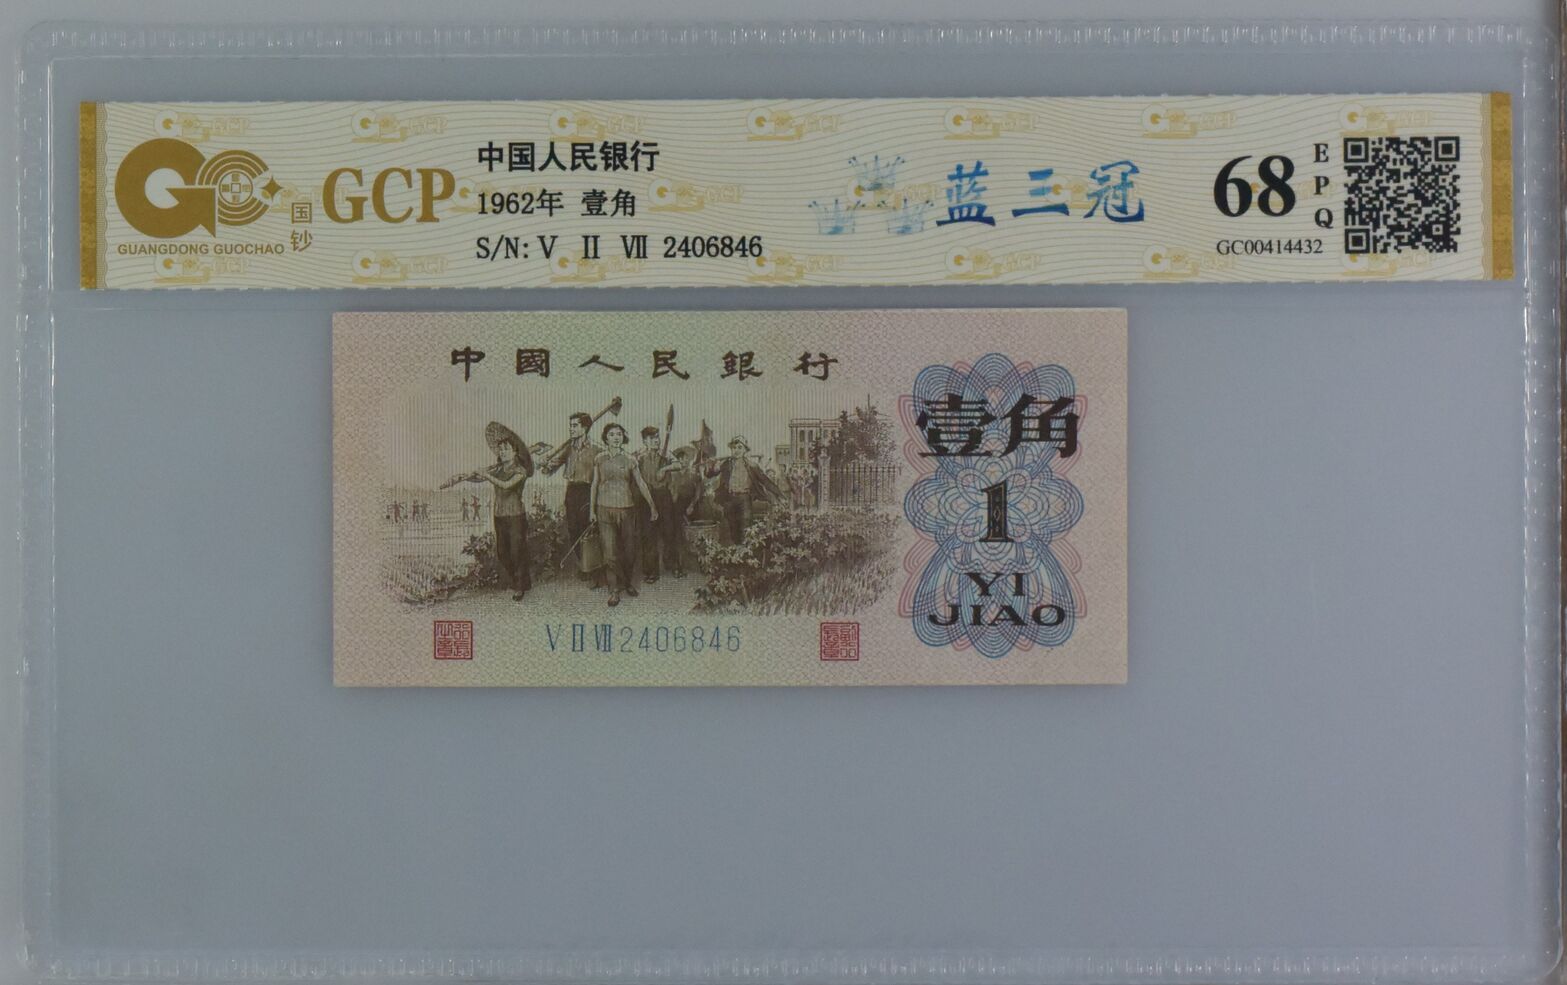 GUANGDONG GUOCHAO
国钞
GCP
中国人民银行
1962年 壹角
S/N: V II VII 2406846
蓝三冠
68
EPQ
GC00414432
中國人民銀行
壹角
1
YI
JIAO
V II VIII 2406846